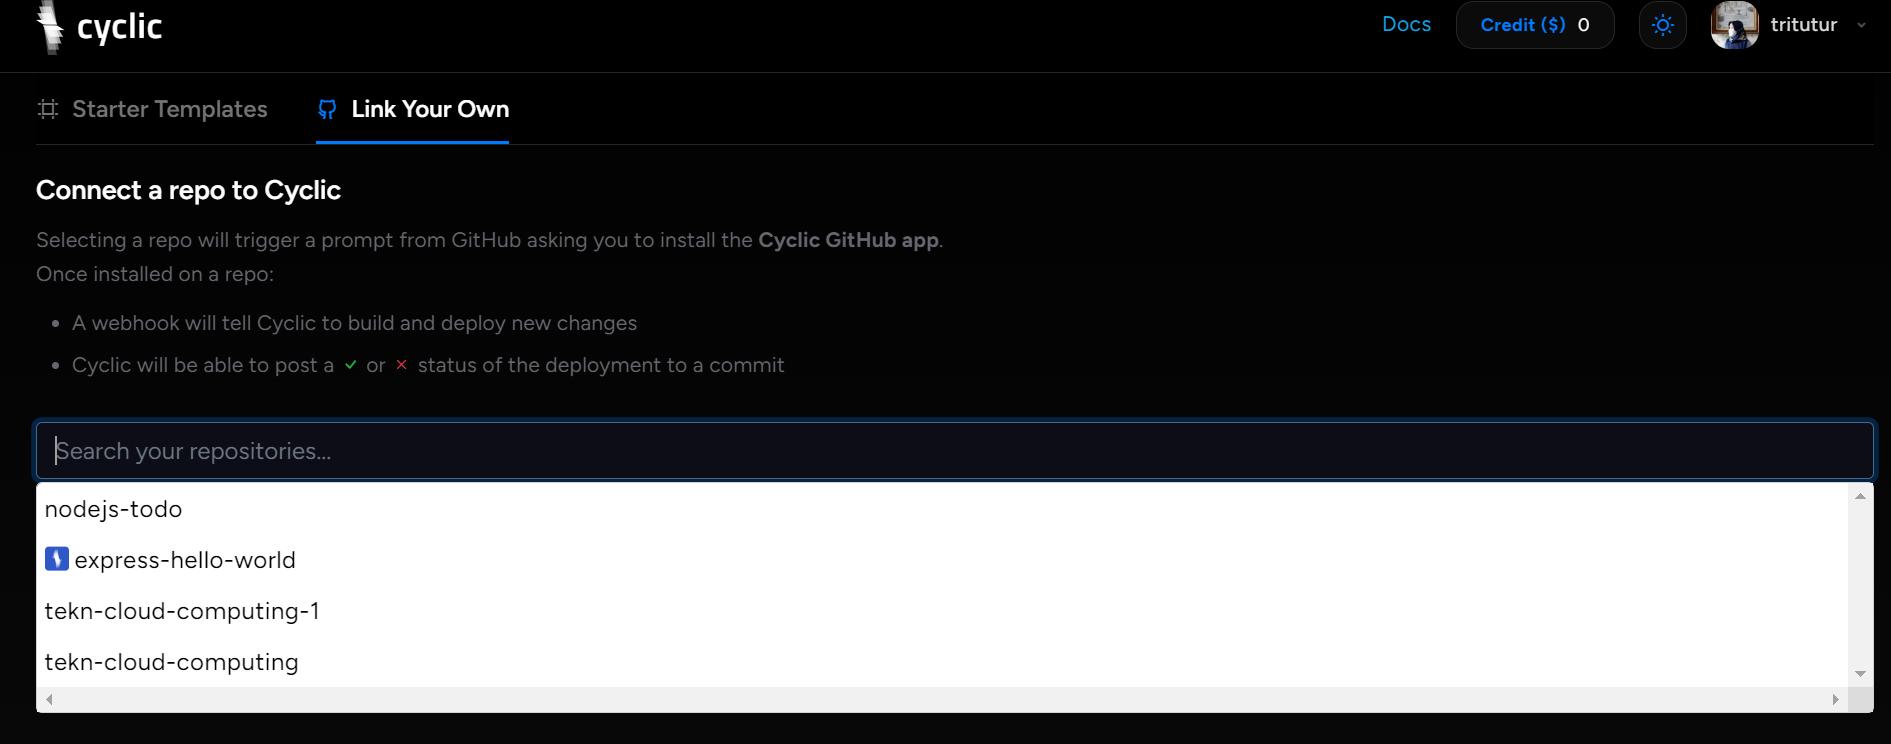 cyclic
Docs
Credit ($) 0
tritutur
Starter Templates
Link Your Own
Connect a repo to Cyclic
Selecting a repo will trigger a prompt from GitHub asking you to install the Cyclic GitHub app.
Once installed on a repo:
A webhook will tell Cyclic to build and deploy new changes
Cyclic will be able to post a ✓ or ✕ status of the deployment to a commit
Search your repositories...
nodejs-todo
express-hello-world
tekn-cloud-computing-1
tekn-cloud-computing